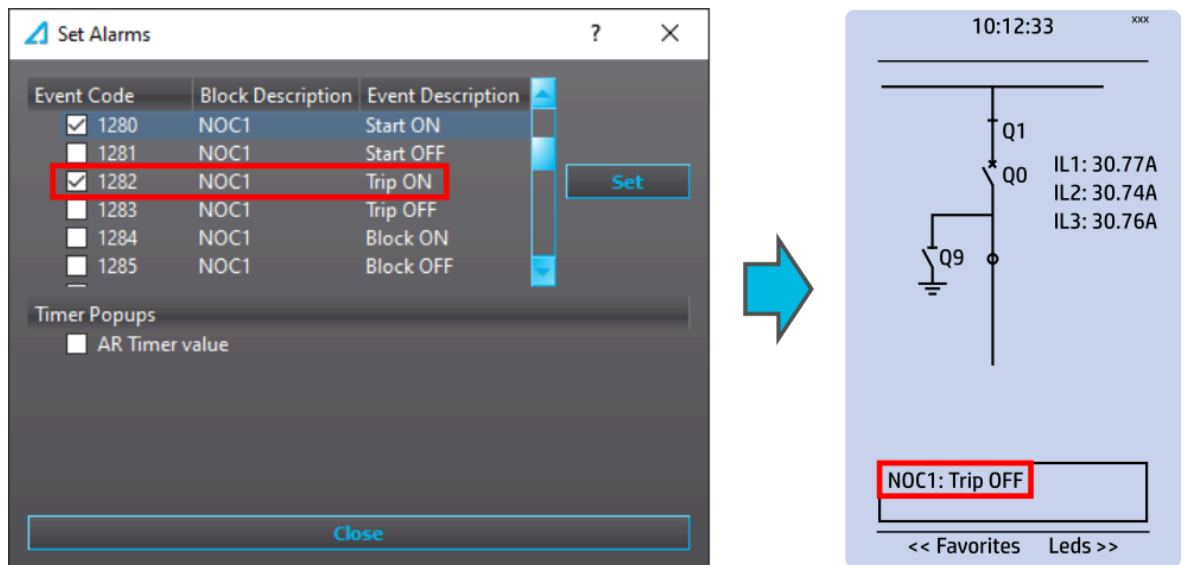 Set Alarms ? ×
Event Code Block Description Event Description
1280 NOC1 Start ON
1281 NOC1 Start OFF
1282 NOC1 Trip ON
1283 NOC1 Trip OFF
1284 NOC1 Block ON
1285 NOC1 Block OFF
Set
Timer Popups
AR Timer value
Close
10:12:33 xxx
Q1
Q0
IL1: 30.77A
IL2: 30.74A
IL3: 30.76A
Q9
NOC1: Trip OFF
<< Favorites Leds >>